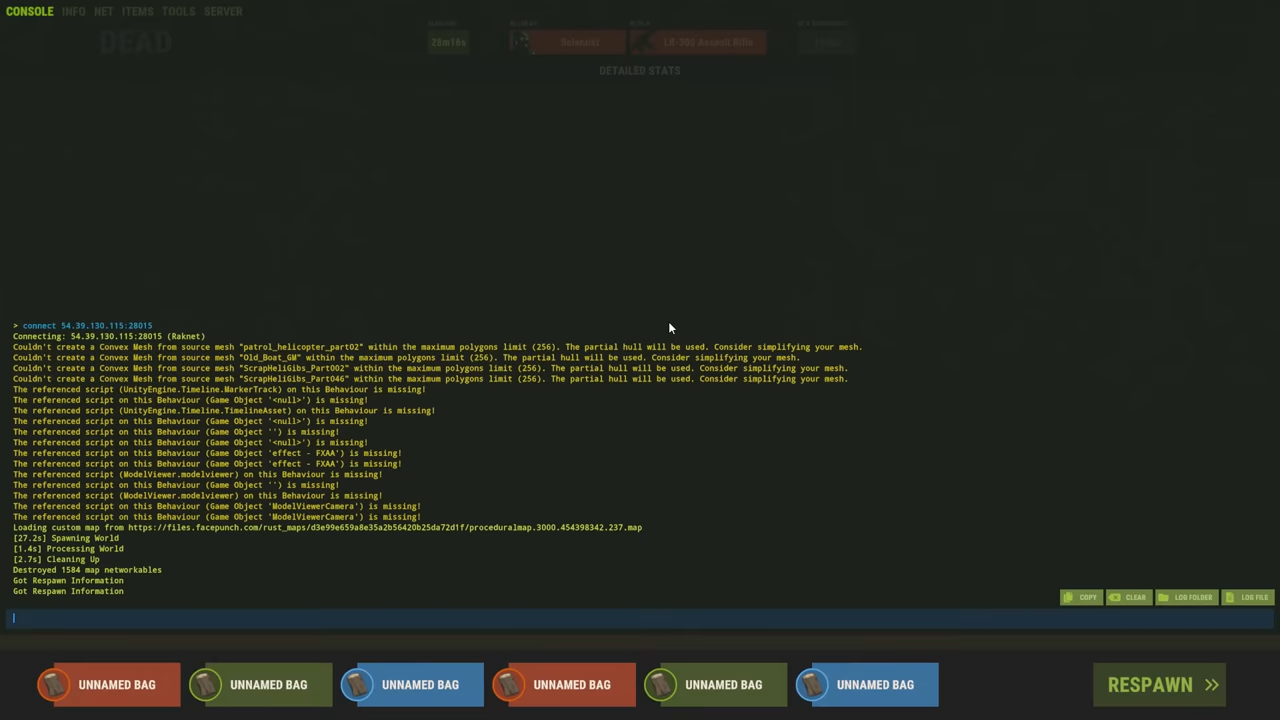 CONSOLE INFO NET ITEMS TOOLS SERVER
DEAD
28m16s
Scientist
LR-300 Assault Rifle
DETAILED STATS
> connect 54.39.130.115:28015
Connecting: 54.39.130.115:28015 (Raknet)
Couldn't create a Convex Mesh from source mesh "patrol_helicopter_part02" within the maximum polygons limit (256). The partial hull will be used. Consider simplifying your mesh.
Couldn't create a Convex Mesh from source mesh "Old_Boat_GM" within the maximum polygons limit (256). The partial hull will be used. Consider simplifying your mesh.
Couldn't create a Convex Mesh from source mesh "ScrapHeliGibs_Part002" within the maximum polygons limit (256). The partial hull will be used. Consider simplifying your mesh.
Couldn't create a Convex Mesh from source mesh "ScrapHeliGibs_Part046" within the maximum polygons limit (256). The partial hull will be used. Consider simplifying your mesh.
The referenced script (UnityEngine.Timeline.MarkerTrack) on this Behaviour is missing!
The referenced script on this Behaviour (Game Object '<null>') is missing!
The referenced script (UnityEngine.Timeline.TimelineAsset) on this Behaviour is missing!
The referenced script on this Behaviour (Game Object '<null>') is missing!
The referenced script on this Behaviour (Game Object '') is missing!
The referenced script on this Behaviour (Game Object '<null>') is missing!
The referenced script on this Behaviour (Game Object 'effect - FXAA') is missing!
The referenced script on this Behaviour (Game Object 'effect - FXAA') is missing!
The referenced script (ModelViewer.modelviewer) on this Behaviour is missing!
The referenced script on this Behaviour (Game Object '') is missing!
The referenced script (ModelViewer.modelviewer) on this Behaviour is missing!
The referenced script on this Behaviour (Game Object 'ModelViewerCamera') is missing!
The referenced script on this Behaviour (Game Object 'ModelViewerCamera') is missing!
Loading custom map from https://files.facepunch.com/rust_maps/d3e99e659a8e35a2b56420b25da72d1f/proceduralmap.3000.454398342.237.map
[27.2s] Spawning World
[1.4s] Processing World
[2.7s] Cleaning Up
Destroyed 1584 map networkables
Got Respawn Information
Got Respawn Information
COPY CLEAR LOG FOLDER LOG FILE
UNNAMED BAG UNNAMED BAG UNNAMED BAG UNNAMED BAG UNNAMED BAG UNNAMED BAG RESPAWN